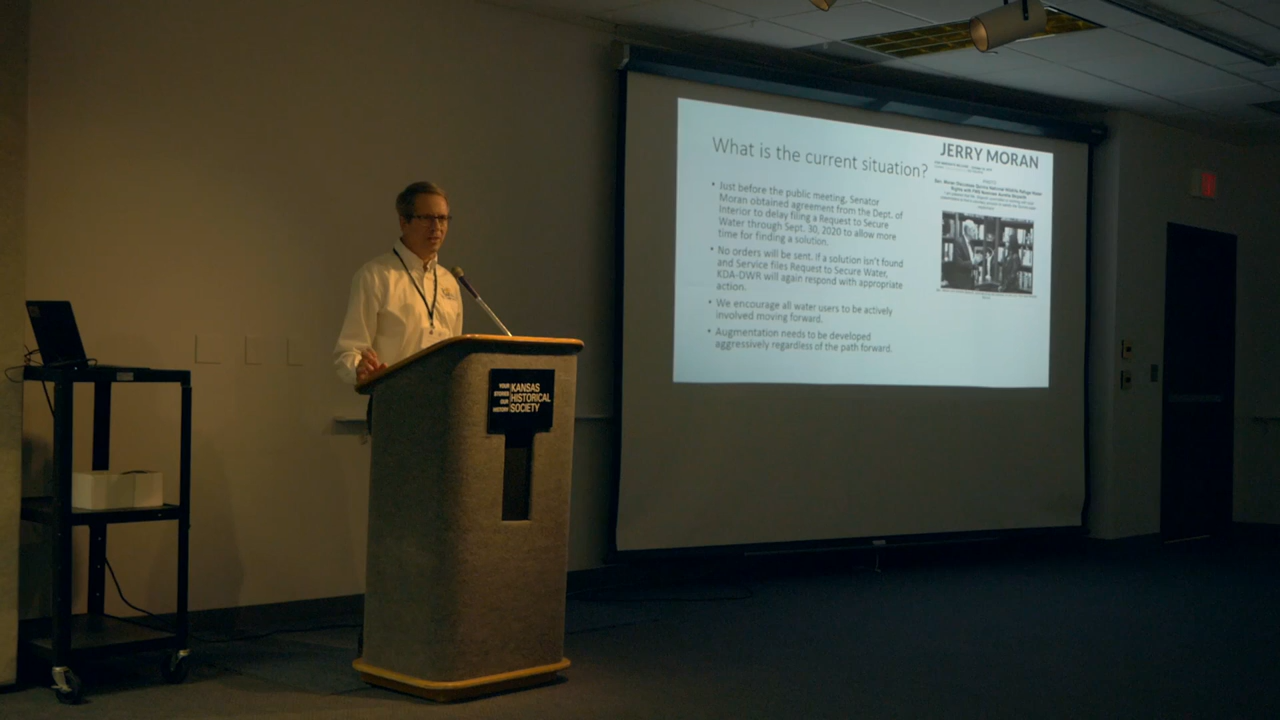 What is the current situation?
• Just before the public meeting, Senator
Moran obtained agreement from the Dept. of
Interior to delay filing a Request to Secure
Water through Sept. 30, 2020 to allow more
time for finding a solution.
• No orders will be sent. If a solution isn't found
and Service files Request to Secure Water,
KDA-DWR will again respond with appropriate
action.
• We encourage all water users to be actively
involved moving forward.
• Augmentation needs to be developed
aggressively regardless of the path forward.
JERRY MORAN
YOUR
STORIES
OUR
HISTORY
KANSAS
HISTORICAL
SOCIETY